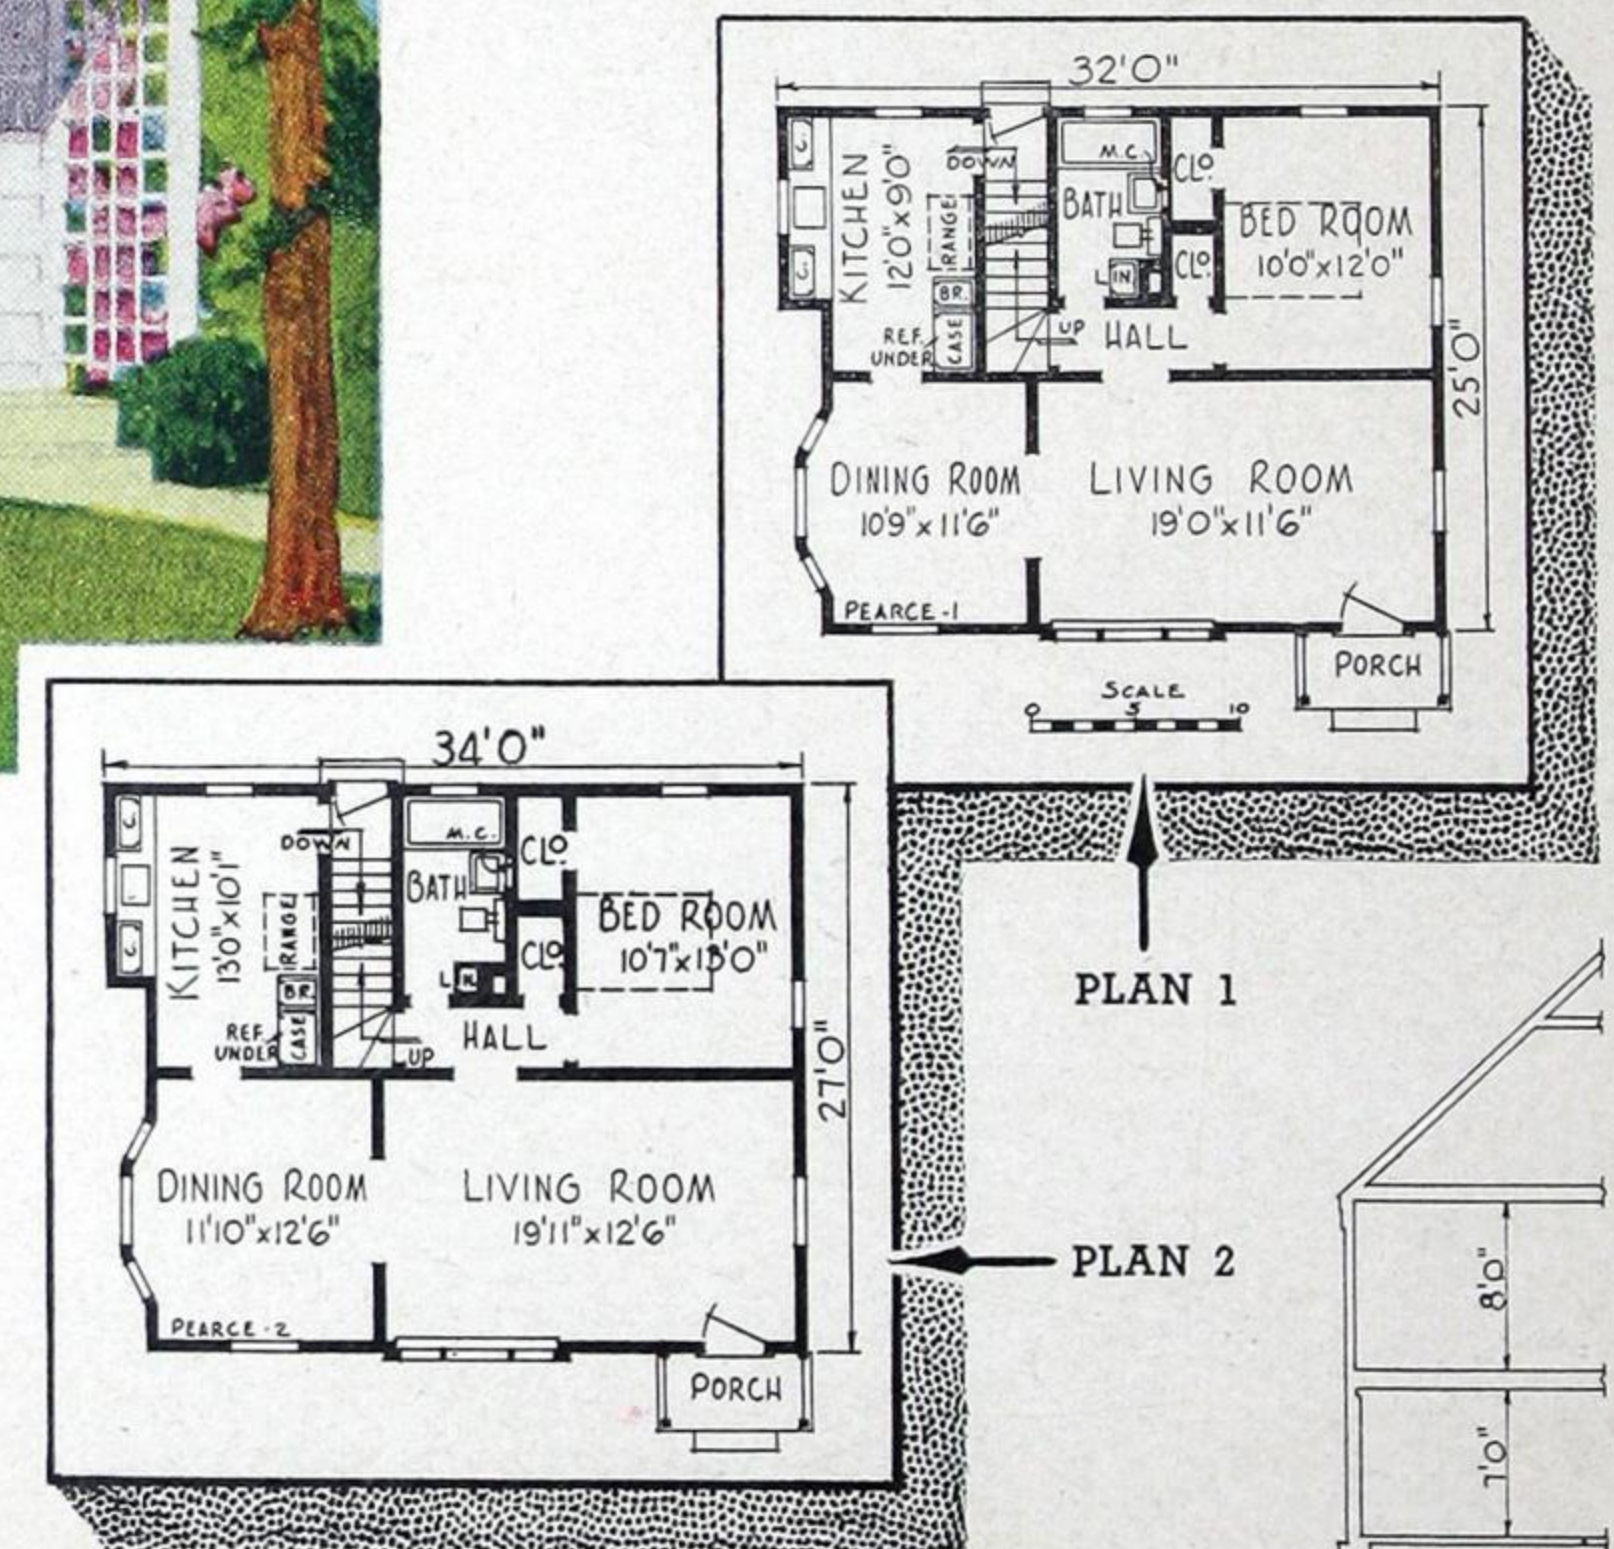 32'0"
C.
KITCHEN
12'0"x9'0"
DOWN
RANGE
BR.
CASE
REF.
UNDER
C.
M.C.
BATH
LIN
CLO.
CLO.
UP
HALL
BED ROOM
10'0"x12'0"
25'0"
DINING ROOM
10'9"x11'6"
LIVING ROOM
19'0"x11'6"
PEARCE-1
PORCH
SCALE
0 5 10
PLAN 1
34'0"
C.
KITCHEN
13'0"x10'1"
DOWN
RANGE
BR.
CASE
REF.
UNDER
C.
M.C.
BATH
LIN
CLO.
CLO.
UP
HALL
BED ROOM
10'7"x13'0"
27'0"
DINING ROOM
11'10"x12'6"
LIVING ROOM
19'11"x12'6"
PEARCE-2
PORCH
PLAN 2
8'0"
7'0"